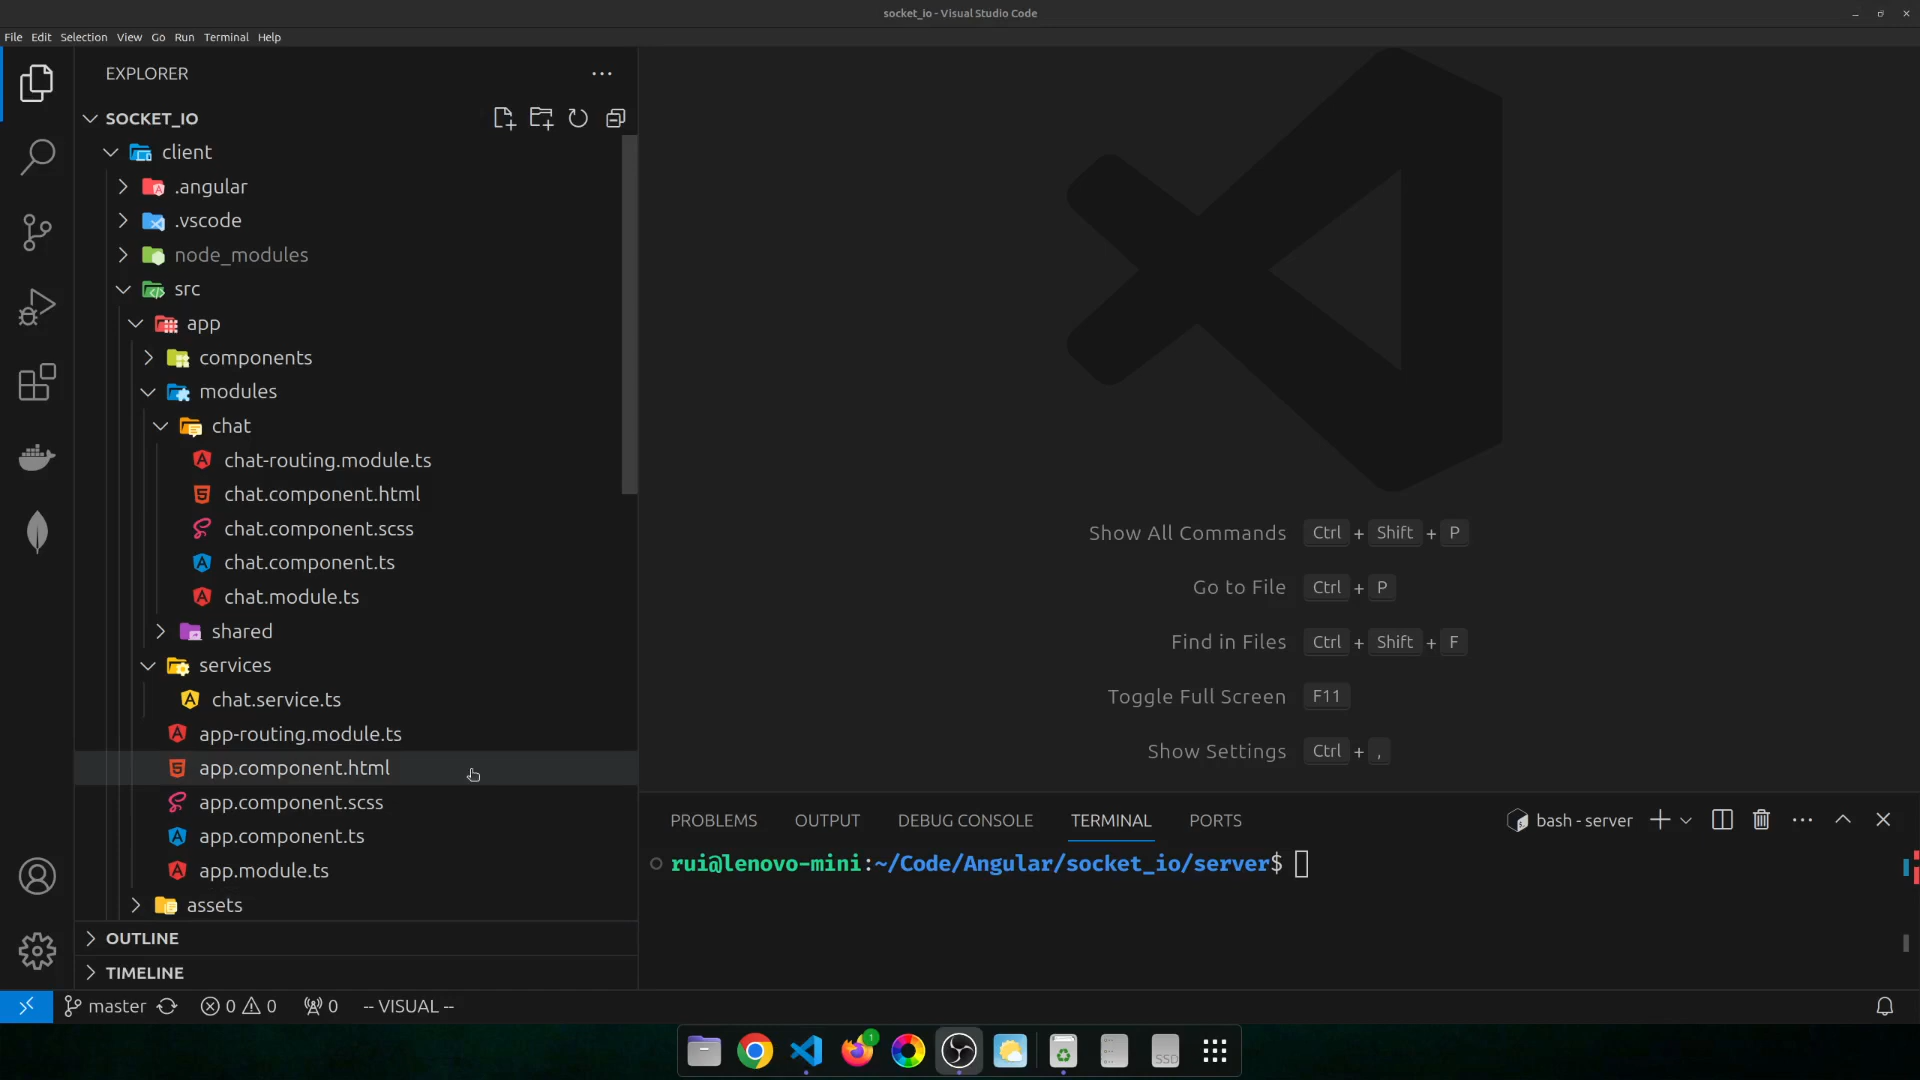 socket_io - Visual Studio Code
File Edit Selection View Go Run Terminal Help
EXPLORER
SOCKET_IO
client
.angular
.vscode
node_modules
src
app
components
modules
chat
chat-routing.module.ts
chat.component.html
chat.component.scss
chat.component.ts
chat.module.ts
shared
services
chat.service.ts
app-routing.module.ts
app.component.html
app.component.scss
app.component.ts
app.module.ts
assets
OUTLINE
TIMELINE
Show All Commands Ctrl + Shift + P
Go to File Ctrl + P
Find in Files Ctrl + Shift + F
Toggle Full Screen F11
Show Settings Ctrl + ,
PROBLEMS OUTPUT DEBUG CONSOLE TERMINAL PORTS bash - server
rui@lenovo-mini:~/Code/Angular/socket_io/server$
master 0 0 0 -- VISUAL --
1
SSD